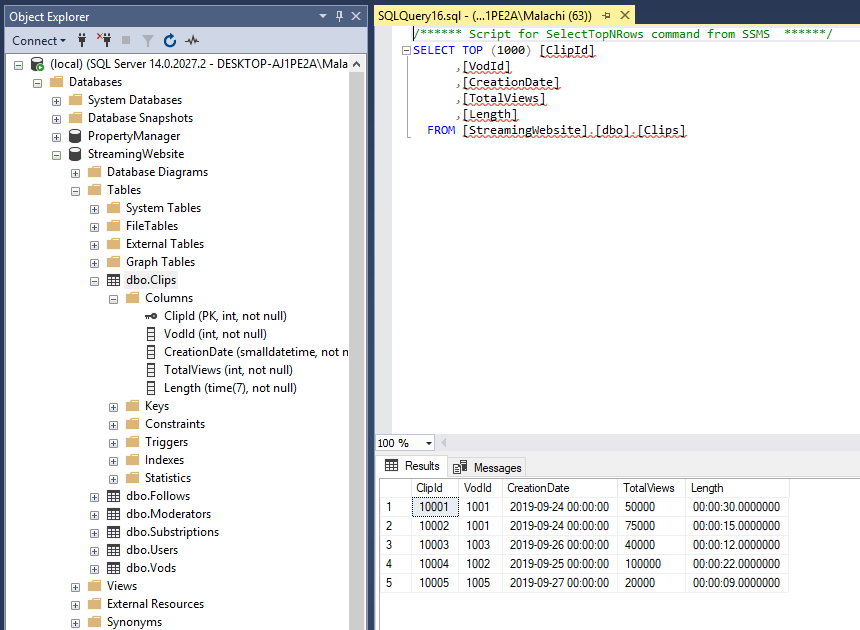 Object Explorer
Connect
(local) (SQL Server 14.0.2027.2 - DESKTOP-AJ1PE2A\Mala
Databases
System Databases
Database Snapshots
PropertyManager
StreamingWebsite
Database Diagrams
Tables
System Tables
FileTables
External Tables
Graph Tables
dbo.Clips
Columns
ClipId (PK, int, not null)
VodId (int, not null)
CreationDate (smalldatetime, not n
TotalViews (int, not null)
Length (time(7), not null)
Keys
Constraints
Triggers
Indexes
Statistics
dbo.Follows
dbo.Moderators
dbo.Substriptions
dbo.Users
dbo.Vods
Views
External Resources
Synonyms
SQLQuery16.sql - (...1PE2A\Malachi (63))
/****** Script for SelectTopNRows command from SSMS ******/
SELECT TOP (1000) [ClipId]
,[VodId]
,[CreationDate]
,[TotalViews]
,[Length]
FROM [StreamingWebsite].[dbo].[Clips]
100 %
Results Messages
ClipId VodId CreationDate TotalViews Length
1 10001 1001 2019-09-24 00:00:00 50000 00:00:30.0000000
2 10002 1001 2019-09-24 00:00:00 75000 00:00:15.0000000
3 10003 1003 2019-09-26 00:00:00 40000 00:00:12.0000000
4 10004 1002 2019-09-25 00:00:00 100000 00:00:22.0000000
5 10005 1005 2019-09-27 00:00:00 20000 00:00:09.0000000